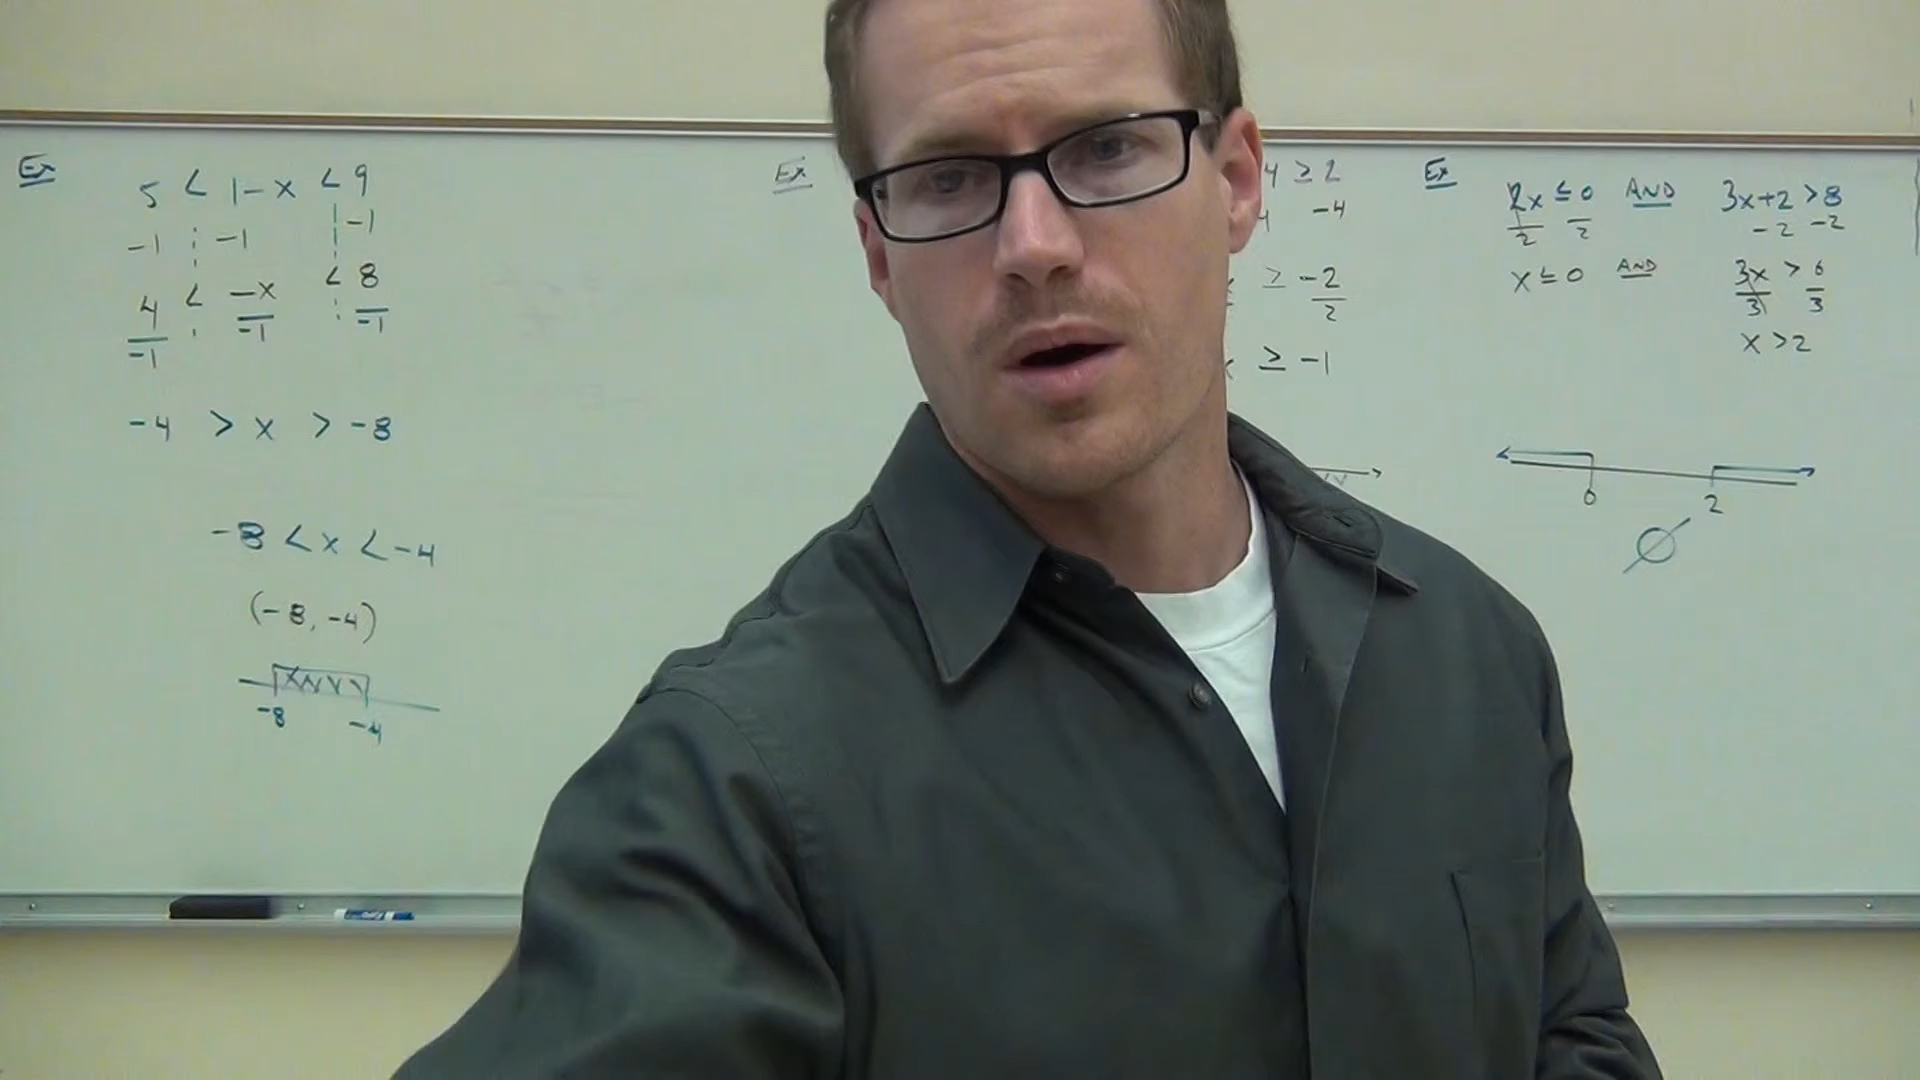 Ex
5 < 1-x < 9
-1 -1 -1
4 < -x < 8
-1 -1 -1
-4 > x > -8
-8 < x < -4
(-8, -4)
-8 -4
Ex
4 ≥ 2
-4
≥ -2
2
≥ -1
Ex
2x ≤ 0 AND 3x+2 > 8
2 2 -2 -2
x ≤ 0 AND 3x > 6
3 3
x > 2
0 2
∅